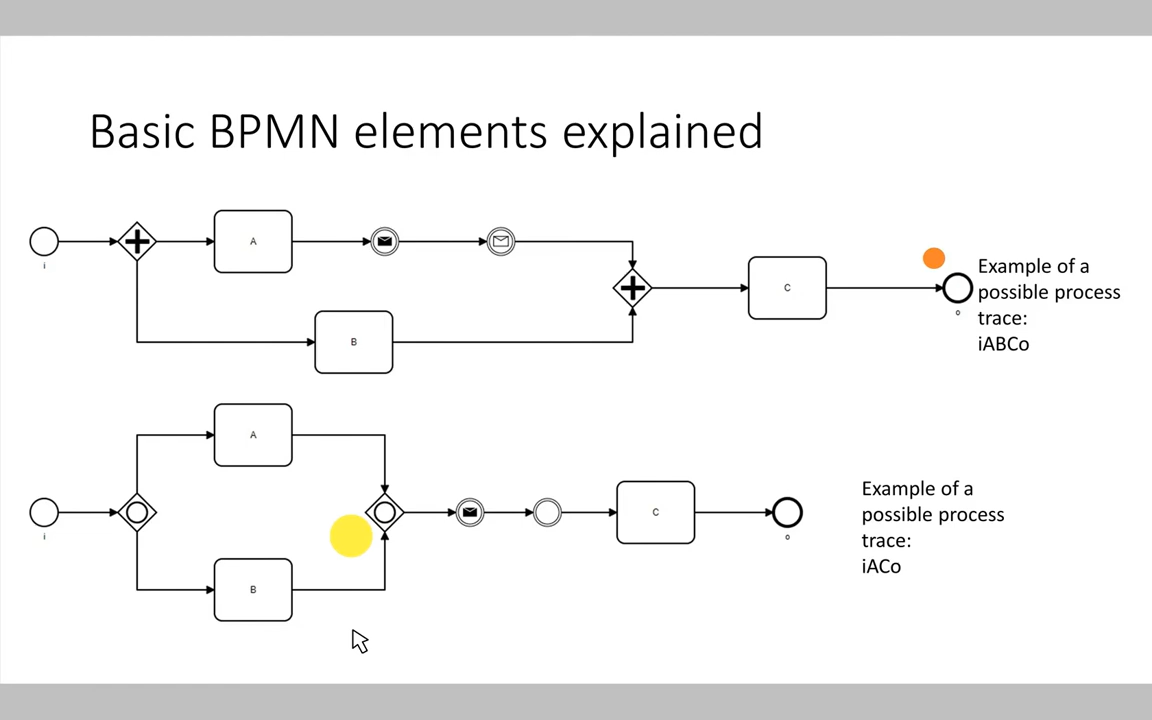 Basic BPMN elements explained
i
A
B
C
o
Example of a
possible process
trace:
iABCo
i
A
B
C
o
Example of a
possible process
trace:
iACo